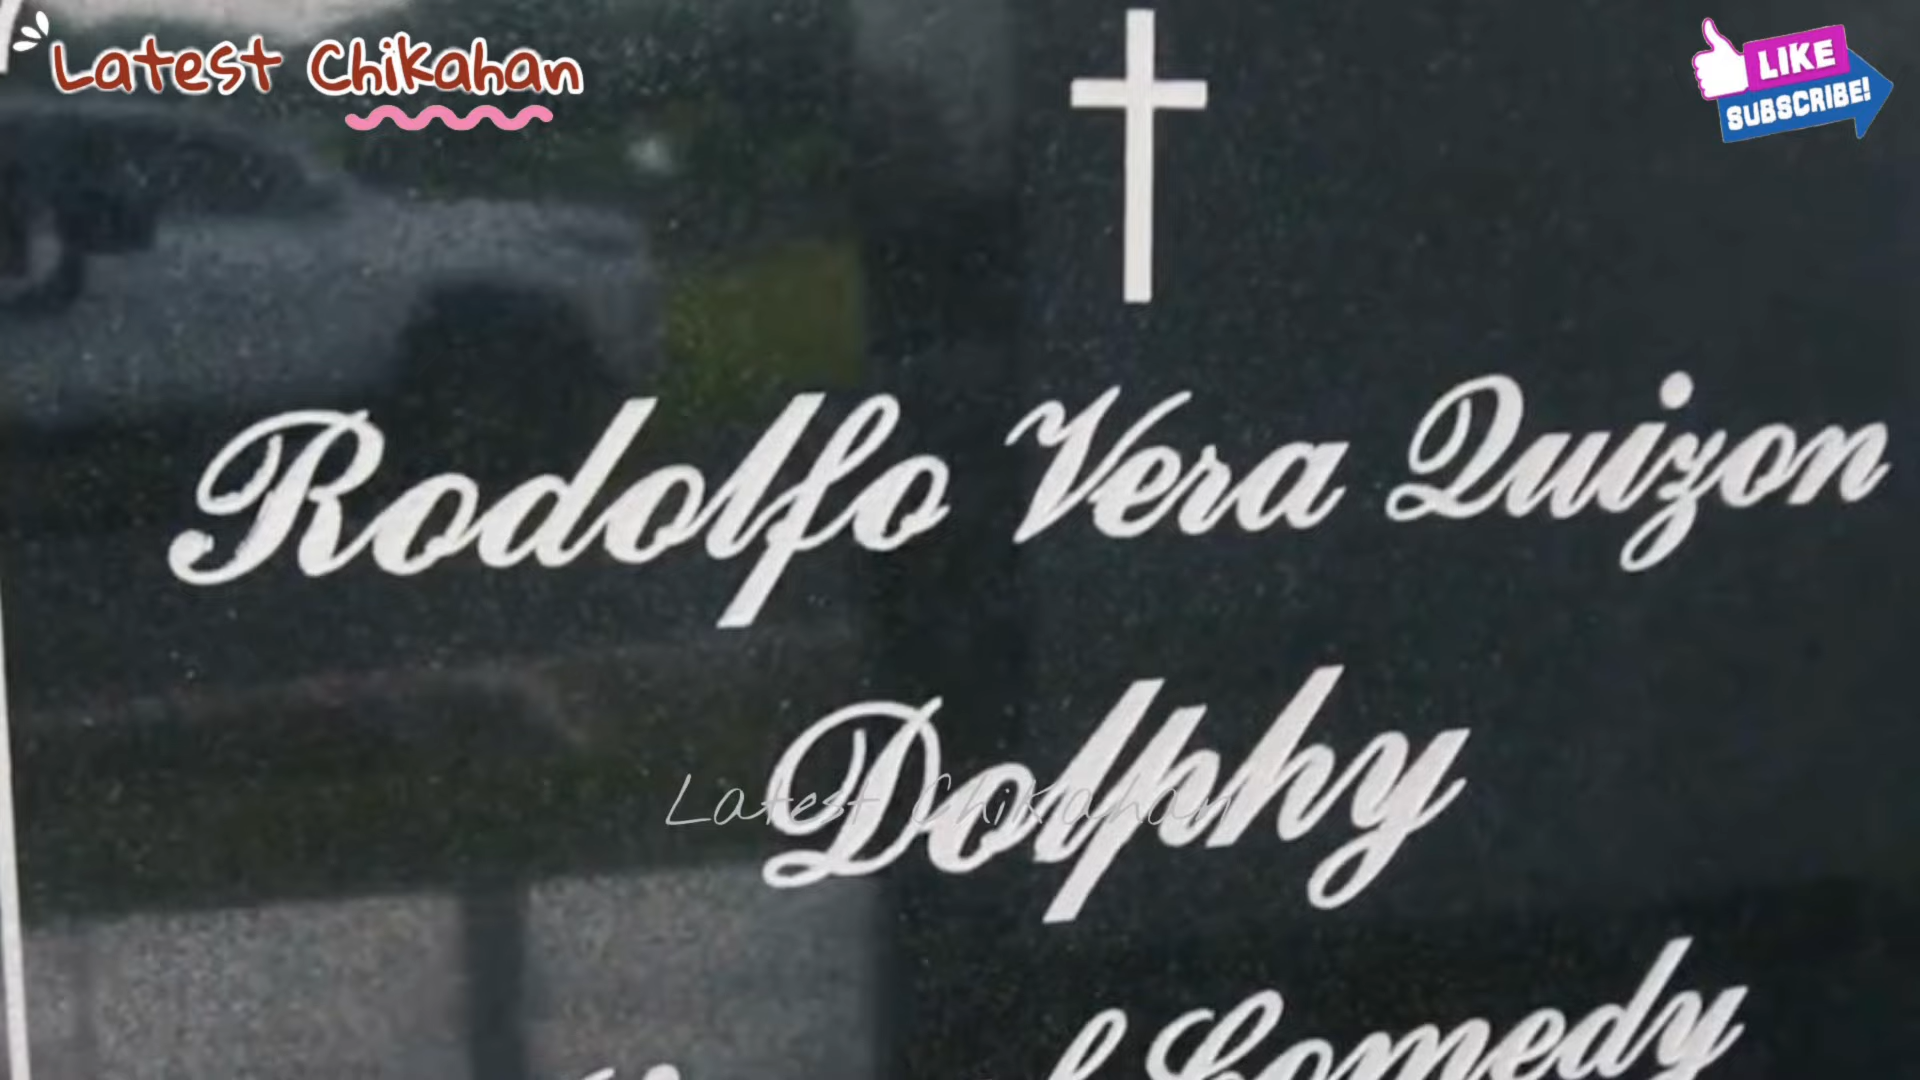 Latest Chikahan
LIKE
SUBSCRIBE!
Rodolfo Vera Quizon
Dolphy
Latest Chikahan
Comedy